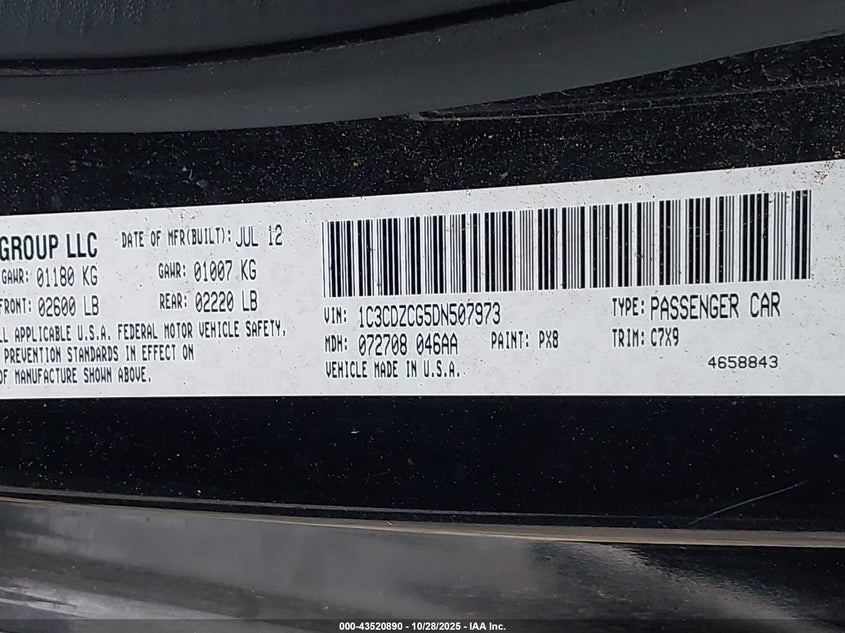 GROUP LLC DATE OF MFR(BUILT): JUL 12
GAWR: 01180 KG GAWR: 01007 KG
FRONT: 02600 LB REAR: 02220 LB
APPLICABLE U.S.A. FEDERAL MOTOR VEHICLE SAFETY,
PREVENTION STANDARDS IN EFFECT ON
OF MANUFACTURE SHOWN ABOVE.
VIN: 1C3CDZCG5DN507973 TYPE: PASSENGER CAR
MDH: 072708 046AA PAINT: PX8 TRIM: C7X9
VEHICLE MADE IN U.S.A. 4658843
000-43520890 - 10/28/2025 - IAA Inc.